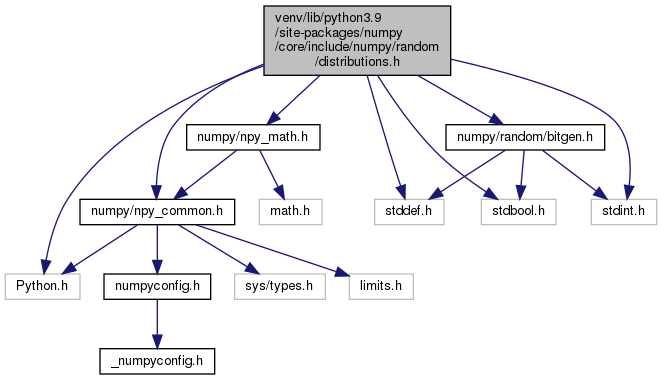 venv/lib/python3.9
/site-packages/numpy
/core/include/numpy/random
/distributions.h
numpy/npy_math.h
numpy/random/bitgen.h
numpy/npy_common.h
math.h
stddef.h
stdbool.h
stdint.h
Python.h
numpyconfig.h
sys/types.h
limits.h
_numpyconfig.h